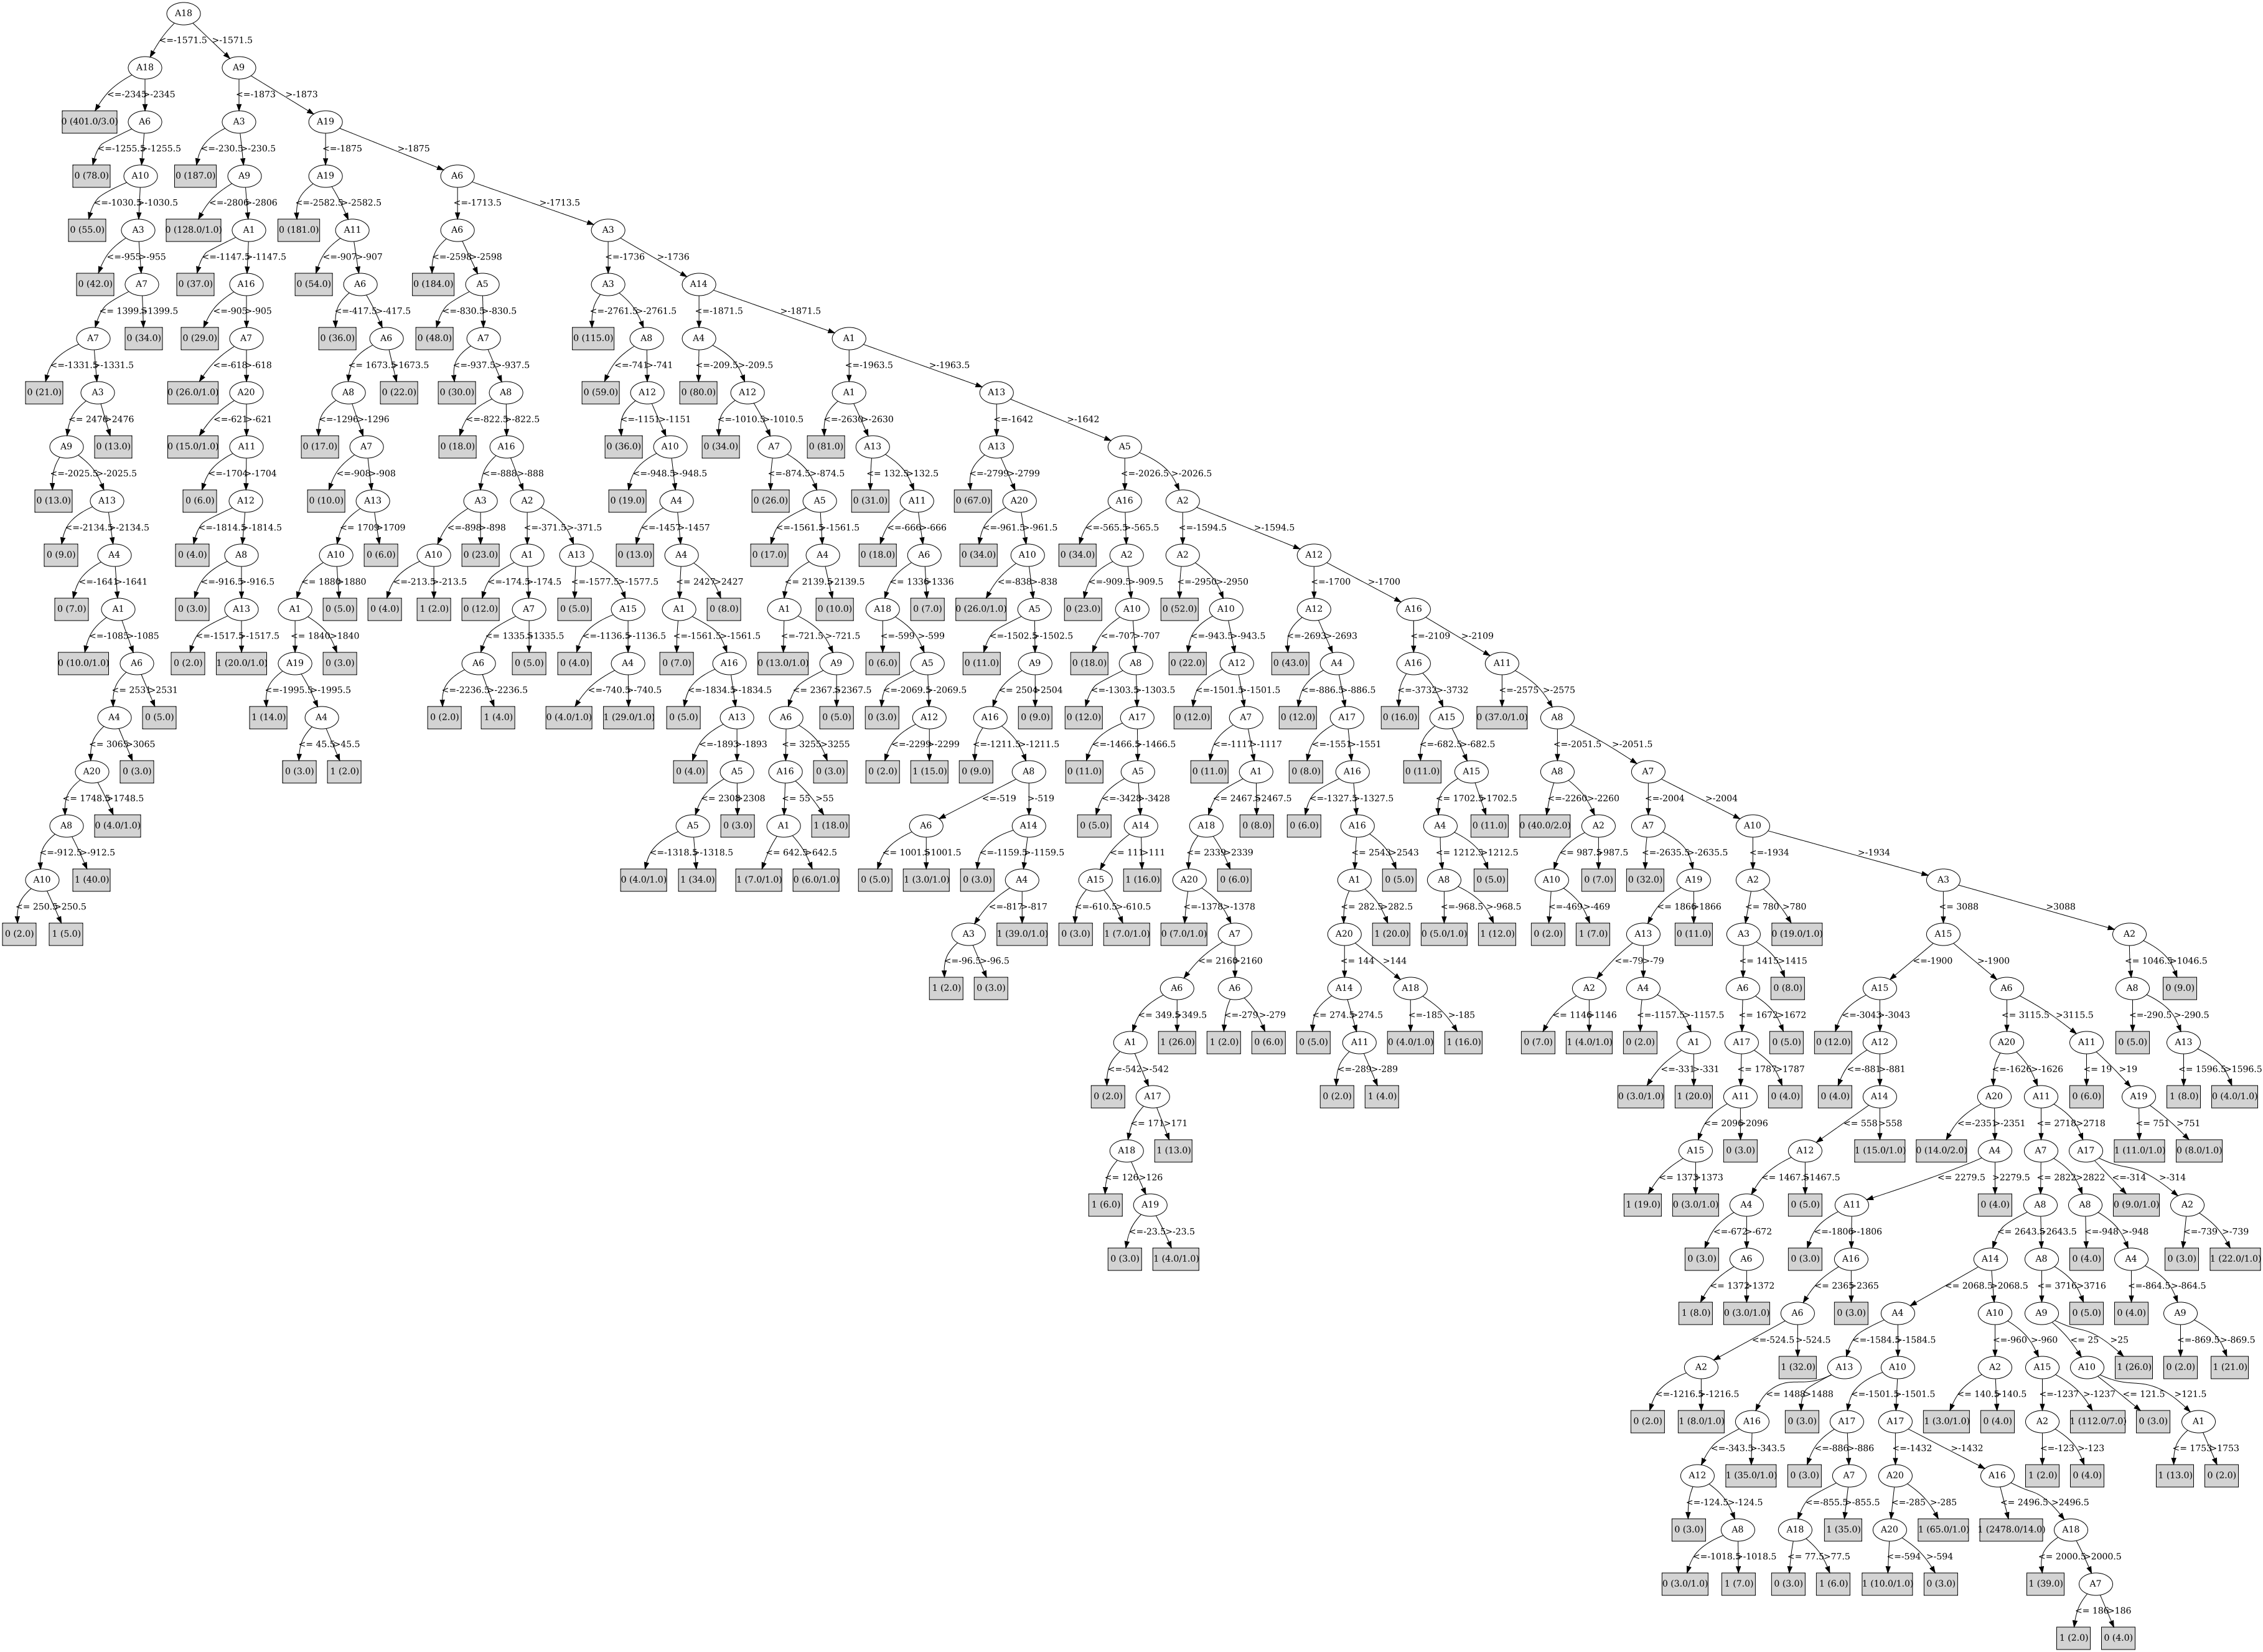 A18
<=-1571.5 >-1571.5
A18 A9
<=-2345 >-2345 <=-1873 >-1873
0 (401.0/3.0) A6 A3 A19
<=-1255.5 >-1255.5 <=-230.5 >-230.5 <=-1875 >-1875
0 (78.0) A10 0 (187.0) A9 A19 A6
<=-1030.5 >-1030.5 <=-2806 >-2806 <=-2582.5 >-2582.5 <=-1713.5 >-1713.5
0 (55.0) A3 0 (128.0/1.0) A1 0 (181.0) A11 A6 A3
<=-955 >-955 <=-1147.5 >-1147.5 <=-907 >-907 <=-2598 >-2598 <=-1736 >-1736
0 (42.0) A7 0 (37.0) A16 0 (54.0) A6 0 (184.0) A5 A3 A14
<= 1399.5 >1399.5 <=-905 >-905 <=-417.5 >-417.5 <=-830.5 >-830.5 <=-2761.5 >-2761.5 <=-1871.5 >-1871.5
A7 0 (34.0) 0 (29.0) A7 0 (36.0) A6 0 (48.0) A7 0 (115.0) A8 A4 A1
<=-1331.5 >-1331.5 <=-618 >-618 <= 1673.5 >1673.5 <=-937.5 >-937.5 <=-741 >-741 <=-209.5 >-209.5 <=-1963.5 >-1963.5
0 (21.0) A3 0 (26.0/1.0) A20 A8 0 (22.0) 0 (30.0) A8 0 (59.0) A12 0 (80.0) A12 A1 A13
<= 2476 >2476 <=-621 >-621 <=-1296 >-1296 <=-822.5 >-822.5 <=-1151 >-1151 <=-1010.5 >-1010.5 <=-2630 >-2630 <=-1642 >-1642
A9 0 (13.0) 0 (15.0/1.0) A11 0 (17.0) A7 0 (18.0) A16 0 (36.0) A10 0 (34.0) A7 0 (81.0) A13 A13 A5
<=-2025.5 >-2025.5 <=-1704 >-1704 <=-908 >-908 <=-888 >-888 <=-948.5 >-948.5 <=-874.5 >-874.5 <= 132.5 >132.5 <=-2799 >-2799 <=-2026.5 >-2026.5
0 (13.0) A13 0 (6.0) A12 0 (10.0) A13 A3 A2 0 (19.0) A4 0 (26.0) A5 0 (31.0) A11 0 (67.0) A20 A16 A2
<=-2134.5 >-2134.5 <=-1814.5 >-1814.5 <= 1709 >1709 <=-898 >-898 <=-371.5 >-371.5 <=-1457 >-1457 <=-1561.5 >-1561.5 <=-666 >-666 <=-961.5 >-961.5 <=-565.5 >-565.5 <=-1594.5 >-1594.5
0 (9.0) A4 0 (4.0) A8 A10 0 (6.0) A10 0 (23.0) A1 A13 0 (13.0) A4 0 (17.0) A4 0 (18.0) A6 0 (34.0) A10 0 (34.0) A2 A2 A12
<=-1641 >-1641 <=-916.5 >-916.5 <= 1880 >1880 <=-213.5 >-213.5 <=-174.5 >-174.5 <=-1577.5 >-1577.5 <= 2427 >2427 <= 2139.5 >2139.5 <= 1336 >1336 <=-838 >-838 <=-909.5 >-909.5 <=-2950 >-2950 <=-1700 >-1700
0 (7.0) A1 0 (3.0) A13 A1 0 (5.0) 0 (4.0) 1 (2.0) 0 (12.0) A7 0 (5.0) A15 A1 0 (8.0) A1 0 (10.0) A18 0 (7.0) 0 (26.0/1.0) A5 0 (23.0) A10 0 (52.0) A10 A12 A16
<=-1085 >-1085 <=-1517.5 >-1517.5 <= 1840 >1840 <= 1335.5 >1335.5 <=-1136.5 >-1136.5 <=-1561.5 >-1561.5 <=-721.5 >-721.5 <=-599 >-599 <=-1502.5 >-1502.5 <=-707 >-707 <=-943.5 >-943.5 <=-2693 >-2693 <=-2109 >-2109
0 (10.0/1.0) A6 0 (2.0) 1 (20.0/1.0) A19 0 (3.0) A6 0 (5.0) 0 (4.0) A4 0 (7.0) A16 0 (13.0/1.0) A9 0 (6.0) A5 0 (11.0) A9 0 (18.0) A8 0 (22.0) A12 0 (43.0) A4 A16 A11
<= 2531 >2531 <=-1995.5 >-1995.5 <=-2236.5 >-2236.5 <=-740.5 >-740.5 <=-1834.5 >-1834.5 <= 2367.5 >2367.5 <=-2069.5 >-2069.5 <= 2504 >2504 <=-1303.5 >-1303.5 <=-1501.5 >-1501.5 <=-886.5 >-886.5 <=-3732 >-3732 <=-2575 >-2575
A4 0 (5.0) 1 (14.0) A4 0 (2.0) 1 (4.0) 0 (4.0/1.0) 1 (29.0/1.0) 0 (5.0) A13 A6 0 (5.0) 0 (3.0) A12 A16 0 (9.0) 0 (12.0) A17 0 (12.0) A7 0 (12.0) A17 0 (16.0) A15 0 (37.0/1.0) A8
<= 3065 >3065 <= 45.5 >45.5 <=-1893 >-1893 <= 3255 >3255 <=-2299 >-2299 <=-1211.5 >-1211.5 <=-1466.5 >-1466.5 <=-1117 >-1117 <=-1551 >-1551 <=-682.5 >-682.5 <=-2051.5 >-2051.5
A20 0 (3.0) 0 (3.0) 1 (2.0) 0 (4.0) A5 A16 0 (3.0) 0 (2.0) 1 (15.0) 0 (9.0) A8 0 (11.0) A5 0 (11.0) A1 0 (8.0) A16 0 (11.0) A15 A8 A7
<= 1748.5 >1748.5 <= 2308 >2308 <= 55 >55 <=-519 >-519 <=-3428 >-3428 <= 2467.5 >2467.5 <=-1327.5 >-1327.5 <= 1702.5 >1702.5 <=-2260 >-2260 <=-2004 >-2004
A8 0 (4.0/1.0) A5 0 (3.0) A1 1 (18.0) A6 A14 0 (5.0) A14 A18 0 (8.0) 0 (6.0) A16 A4 0 (11.0) 0 (40.0/2.0) A2 A7 A10
<=-912.5 >-912.5 <=-1318.5 >-1318.5 <= 642.5 >642.5 <= 1001.5 >1001.5 <=-1159.5 >-1159.5 <= 111 >111 <= 2339 >2339 <= 2543 >2543 <= 1212.5 >1212.5 <= 987.5 >987.5 <=-2635.5 >-2635.5 <=-1934 >-1934
A10 1 (40.0) 0 (4.0/1.0) 1 (34.0) 1 (7.0/1.0) 0 (6.0/1.0) 0 (5.0) 1 (3.0/1.0) 0 (3.0) A4 A15 1 (16.0) A20 0 (6.0) A1 0 (5.0) A8 0 (5.0) A10 0 (7.0) 0 (32.0) A19 A2 A3
<= 250.5 >250.5 <=-817 >-817 <=-610.5 >-610.5 <=-1378 >-1378 <= 282.5 >282.5 <=-968.5 >-968.5 <=-469 >-469 <= 1866 >1866 <= 780 >780 <= 3088 >3088
0 (2.0) 1 (5.0) A3 1 (39.0/1.0) 0 (3.0) 1 (7.0/1.0) 0 (7.0/1.0) A7 A20 1 (20.0) 0 (5.0/1.0) 1 (12.0) 0 (2.0) 1 (7.0) A13 0 (11.0) A3 0 (19.0/1.0) A15 A2
<=-96.5 >-96.5 <= 2160 >2160 <= 144 >144 <=-79 >-79 <= 1415 >1415 <=-1900 >-1900 <= 1046.5 >1046.5
1 (2.0) 0 (3.0) A6 A6 A14 A18 A2 A4 A6 0 (8.0) A15 A6 A8 0 (9.0)
<= 349.5 >349.5 <=-279 >-279 <= 274.5 >274.5 <=-185 >-185 <= 1146 >1146 <=-1157.5 >-1157.5 <= 1672 >1672 <=-3043 >-3043 <= 3115.5 >3115.5 <=-290.5 >-290.5
A1 1 (26.0) 1 (2.0) 0 (6.0) 0 (5.0) A11 0 (4.0/1.0) 1 (16.0) 0 (7.0) 1 (4.0/1.0) 0 (2.0) A1 A17 0 (5.0) 0 (12.0) A12 A20 A11 0 (5.0) A13
<=-542 >-542 <=-289 >-289 <=-331 >-331 <= 1787 >1787 <=-881 >-881 <=-1626 >-1626 <= 19 >19 <= 1596.5 >1596.5
0 (2.0) A17 0 (2.0) 1 (4.0) 0 (3.0/1.0) 1 (20.0) A11 0 (4.0) 0 (4.0) A14 A20 A11 0 (6.0) A19 1 (8.0) 0 (4.0/1.0)
<= 171 >171 <= 2096 >2096 <= 558 >558 <=-2351 >-2351 <= 2718 >2718 <= 751 >751
A18 1 (13.0) A15 0 (3.0) A12 1 (15.0/1.0) 0 (14.0/2.0) A4 A7 A17 1 (11.0/1.0) 0 (8.0/1.0)
<= 126 >126 <= 1373 >1373 <= 1467.5 >1467.5 <= 2279.5 >2279.5 <= 2822 >2822 <=-314 >-314
1 (6.0) A19 1 (19.0) 0 (3.0/1.0) A4 0 (5.0) A11 0 (4.0) A8 A8 0 (9.0/1.0) A2
<=-23.5 >-23.5 <=-672 >-672 <=-1806 >-1806 <= 2643.5 >2643.5 <=-948 >-948 <=-739 >-739
0 (3.0) 1 (4.0/1.0) 0 (3.0) A6 0 (3.0) A16 A14 A8 0 (4.0) A4 0 (3.0) 1 (22.0/1.0)
<= 1372 >1372 <= 2365 >2365 <= 2068.5 >2068.5 <= 3716 >3716 <=-864.5 >-864.5
1 (8.0) 0 (3.0/1.0) A6 0 (3.0) A4 A10 A9 0 (5.0) 0 (4.0) A9
<=-524.5 >-524.5 <=-1584.5 >-1584.5 <=-960 >-960 <= 25 >25 <=-869.5 >-869.5
A2 1 (32.0) A13 A10 A2 A15 A10 1 (26.0) 0 (2.0) 1 (21.0)
<=-1216.5 >-1216.5 <= 1488 >1488 <=-1501.5 >-1501.5 <= 140.5 >140.5 <=-1237 >-1237 <= 121.5 >121.5
0 (2.0) 1 (8.0/1.0) A16 0 (3.0) A17 A17 1 (3.0/1.0) 0 (4.0) A2 1 (112.0/7.0) 0 (3.0) A1
<=-343.5 >-343.5 <=-886 >-886 <=-1432 >-1432 <=-123 >-123 <= 1753 >1753
A12 1 (35.0/1.0) 0 (3.0) A7 A20 A16 1 (2.0) 0 (4.0) 1 (13.0) 0 (2.0)
<=-124.5 >-124.5 <=-855.5 >-855.5 <=-285 >-285 <= 2496.5 >2496.5
0 (3.0) A8 A18 1 (35.0) A20 1 (65.0/1.0) 1 (2478.0/14.0) A18
<=-1018.5 >-1018.5 <= 77.5 >77.5 <=-594 >-594 <= 2000.5 >2000.5
0 (3.0/1.0) 1 (7.0) 0 (3.0) 1 (6.0) 1 (10.0/1.0) 0 (3.0) 1 (39.0) A7
<= 186 >186
1 (2.0) 0 (4.0)